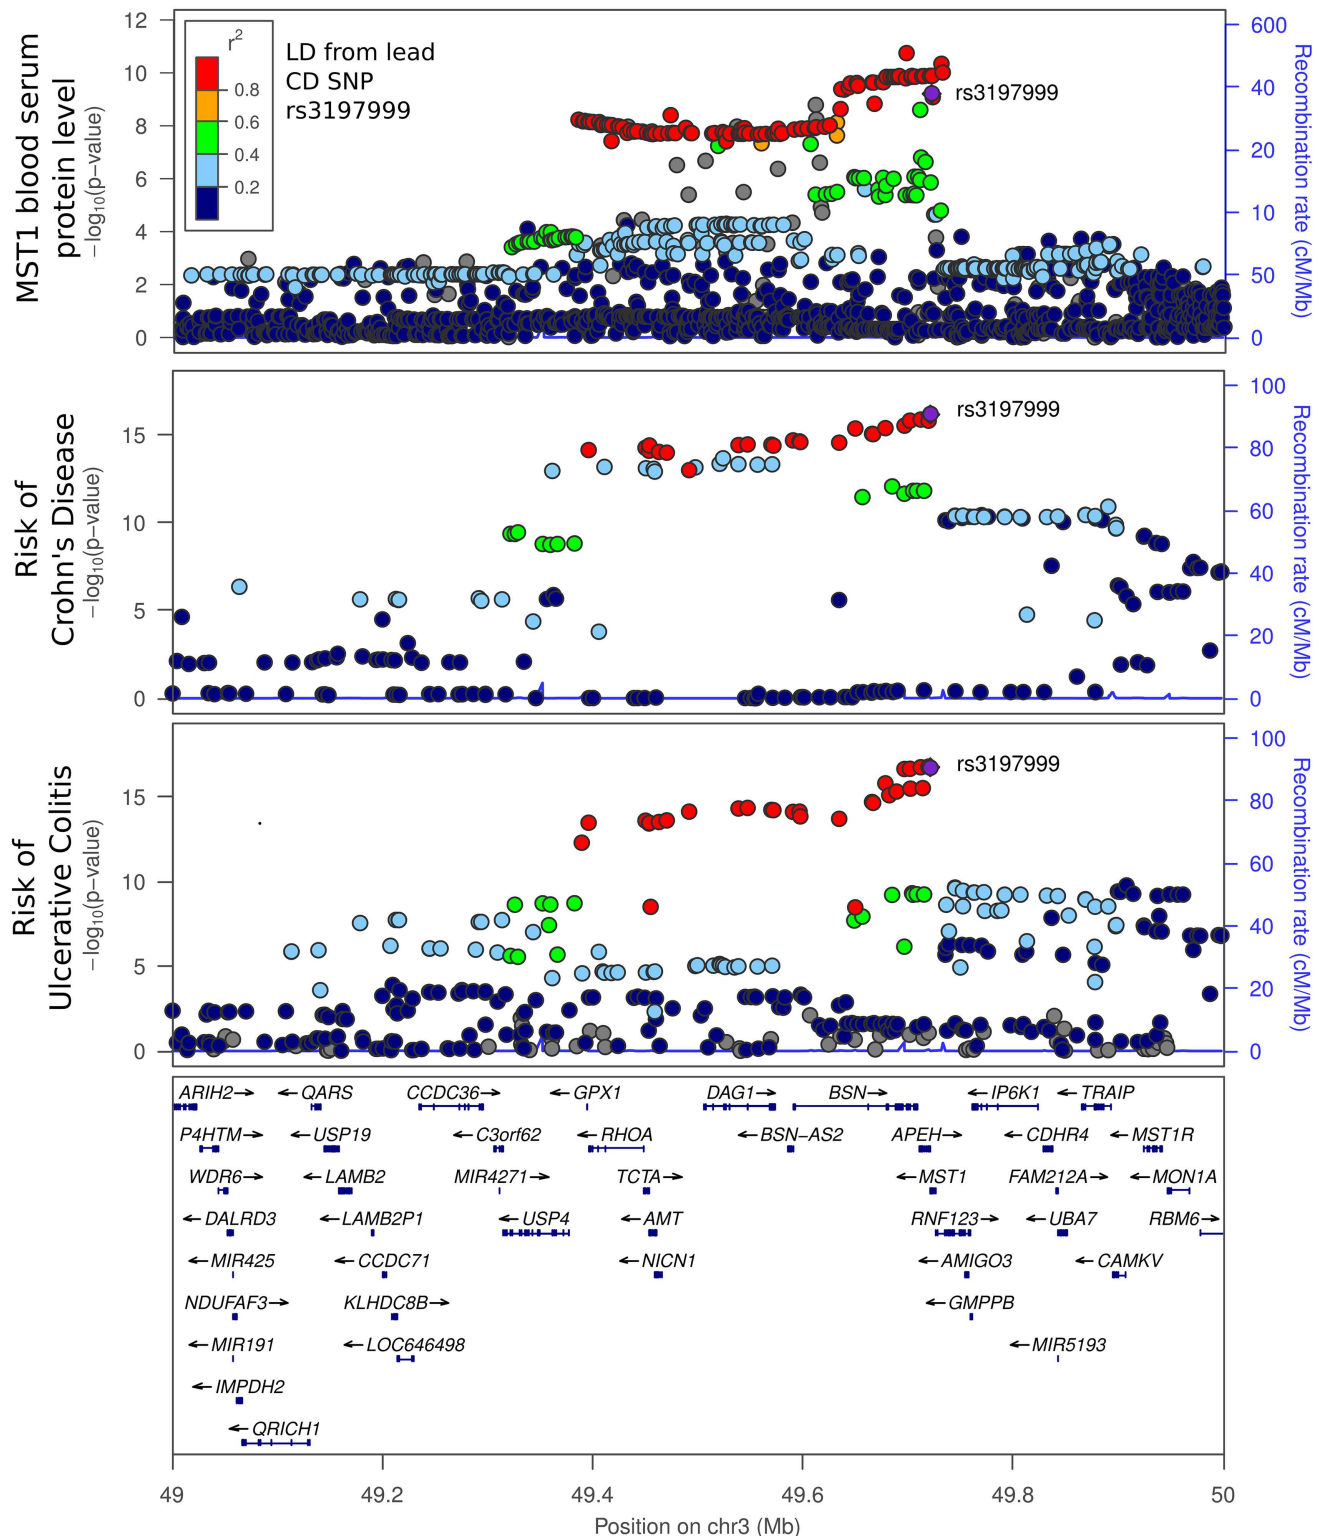 MST1 blood serum
protein level
−log10(p−value)
12
10
8
6
4
2
0
r2
0.8
0.6
0.4
0.2
LD from lead
CD SNP
rs3197999
rs3197999
600
40
20
10
50
0
Recombination rate (cM/Mb)
Risk of
Crohn's Disease
−log10(p−value)
15
10
5
0
rs3197999
100
80
60
40
20
0
Recombination rate (cM/Mb)
Risk of
Ulcerative Colitis
−log10(p−value)
15
10
5
0
rs3197999
100
80
60
40
20
0
Recombination rate (cM/Mb)
ARIH2→ ←QARS CCDC36→ ←GPX1 DAG1→ BSN→ ←IP6K1 ←TRAIP
P4HTM→ ←USP19 ←C3orf62 ←RHOA ←BSN−AS2 APEH→ ←CDHR4 ←MST1R
WDR6→ ←LAMB2 MIR4271→ TCTA→ ←MST1 FAM212A→ ←MON1A
←DALRD3 ←LAMB2P1 ←USP4 ←AMT RNF123→ ←UBA7 RBM6→
←MIR425 ←CCDC71 ←NICN1 ←AMIGO3 ←CAMKV
NDUFAF3→ KLHDC8B→ ←GMPPB
←MIR191 ←LOC646498 ←MIR5193
←IMPDH2
←QRICH1
49 49.2 49.4 49.6 49.8 50
Position on chr3 (Mb)